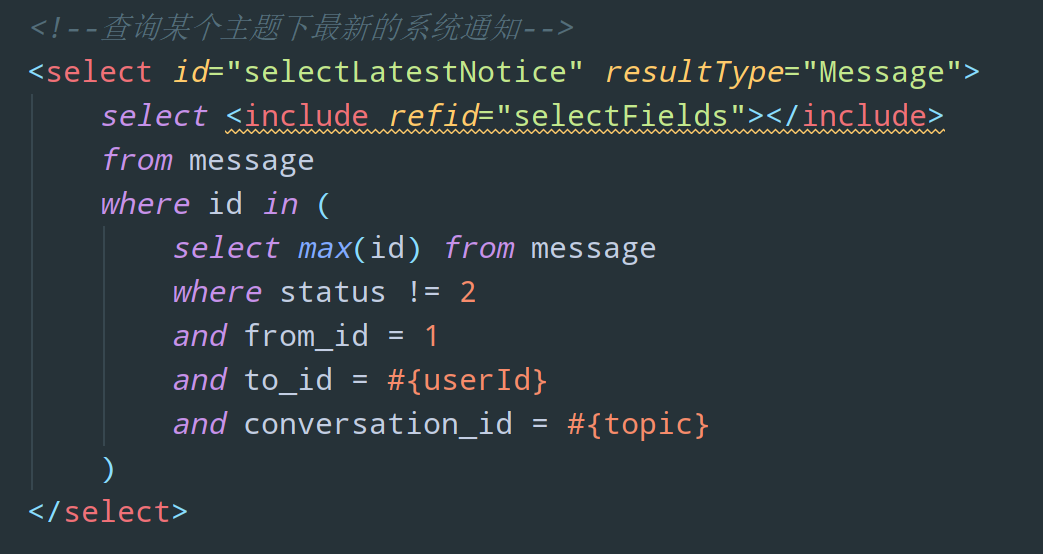 <!--查询某个主题下最新的系统通知-->
<select id="selectLatestNotice" resultType="Message">
select <include refid="selectFields"></include>
from message
where id in (
select max(id) from message
where status != 2
and from_id = 1
and to_id = #{userId}
and conversation_id = #{topic}
)
</select>